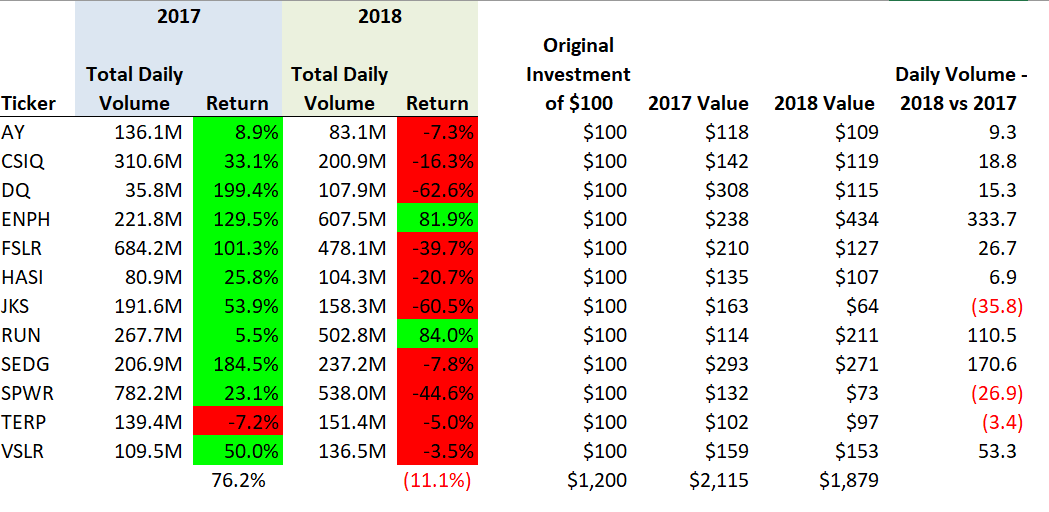 2017 2018
Original
Total Daily Total Daily Investment Daily Volume -
Ticker Volume Return Volume Return of $100 2017 Value 2018 Value 2018 vs 2017
AY 136.1M 8.9% 83.1M -7.3% $100 $118 $109 9.3
CSIQ 310.6M 33.1% 200.9M -16.3% $100 $142 $119 18.8
DQ 35.8M 199.4% 107.9M -62.6% $100 $308 $115 15.3
ENPH 221.8M 129.5% 607.5M 81.9% $100 $238 $434 333.7
FSLR 684.2M 101.3% 478.1M -39.7% $100 $210 $127 26.7
HASI 80.9M 25.8% 104.3M -20.7% $100 $135 $107 6.9
JKS 191.6M 53.9% 158.3M -60.5% $100 $163 $64 (35.8)
RUN 267.7M 5.5% 502.8M 84.0% $100 $114 $211 110.5
SEDG 206.9M 184.5% 237.2M -7.8% $100 $293 $271 170.6
SPWR 782.2M 23.1% 538.0M -44.6% $100 $132 $73 (26.9)
TERP 139.4M -7.2% 151.4M -5.0% $100 $102 $97 (3.4)
VSLR 109.5M 50.0% 136.5M -3.5% $100 $159 $153 53.3
76.2% (11.1%) $1,200 $2,115 $1,879